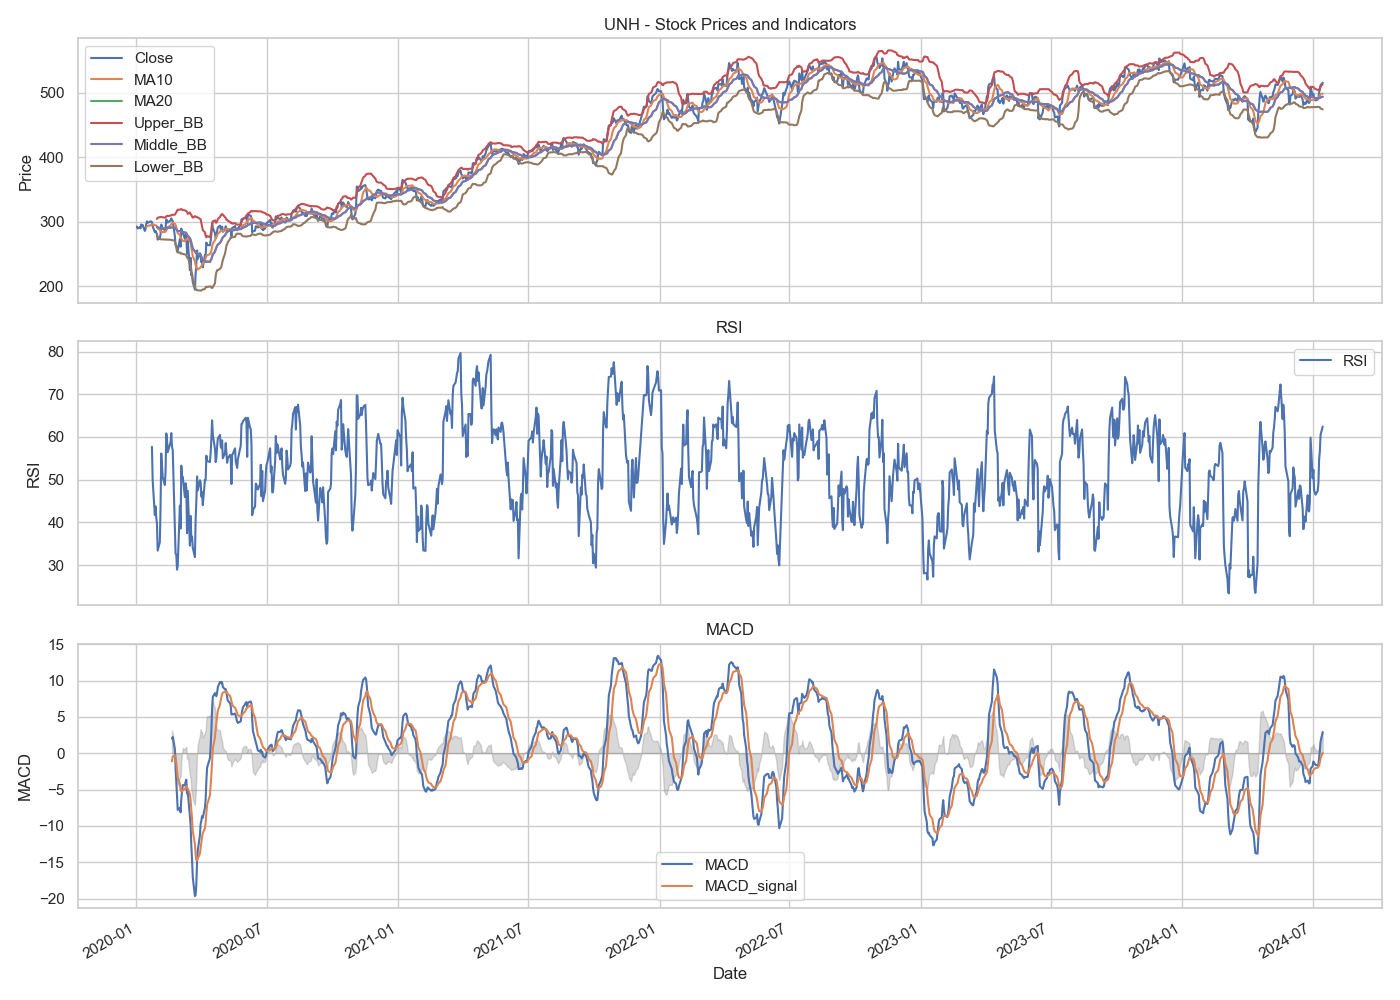 UNH - Stock Prices and Indicators
Close
MA10
MA20
Upper_BB
Middle_BB
Lower_BB
Price
500
400
300
200
RSI
RSI
RSI
80
70
60
50
40
30
MACD
MACD
15
10
5
0
−5
−10
−15
−20
MACD
MACD_signal
2020-01
2020-07
2021-01
2021-07
2022-01
2022-07
2023-01
2023-07
2024-01
2024-07
Date